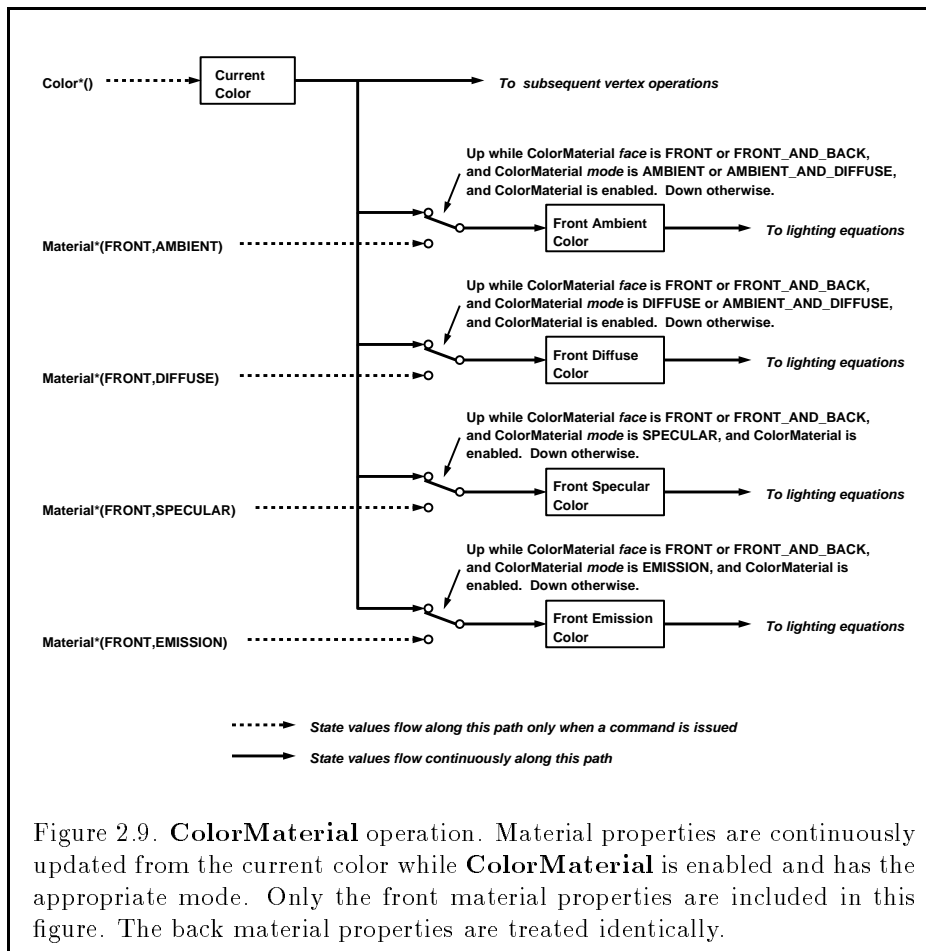 Color*()
Current
Color
To subsequent vertex operations
Up while ColorMaterial face is FRONT or FRONT_AND_BACK,
and ColorMaterial mode is AMBIENT or AMBIENT_AND_DIFFUSE,
and ColorMaterial is enabled. Down otherwise.
Material*(FRONT,AMBIENT)
Front Ambient
Color
To lighting equations
Up while ColorMaterial face is FRONT or FRONT_AND_BACK,
and ColorMaterial mode is DIFFUSE or AMBIENT_AND_DIFFUSE,
and ColorMaterial is enabled. Down otherwise.
Material*(FRONT,DIFFUSE)
Front Diffuse
Color
To lighting equations
Up while ColorMaterial face is FRONT or FRONT_AND_BACK,
and ColorMaterial mode is SPECULAR, and ColorMaterial is
enabled. Down otherwise.
Material*(FRONT,SPECULAR)
Front Specular
Color
To lighting equations
Up while ColorMaterial face is FRONT or FRONT_AND_BACK,
and ColorMaterial mode is EMISSION, and ColorMaterial is
enabled. Down otherwise.
Material*(FRONT,EMISSION)
Front Emission
Color
To lighting equations
State values flow along this path only when a command is issued
State values flow continuously along this path
Figure 2.9. ColorMaterial operation. Material properties are continuously
updated from the current color while ColorMaterial is enabled and has the
appropriate mode. Only the front material properties are included in this
figure. The back material properties are treated identically.